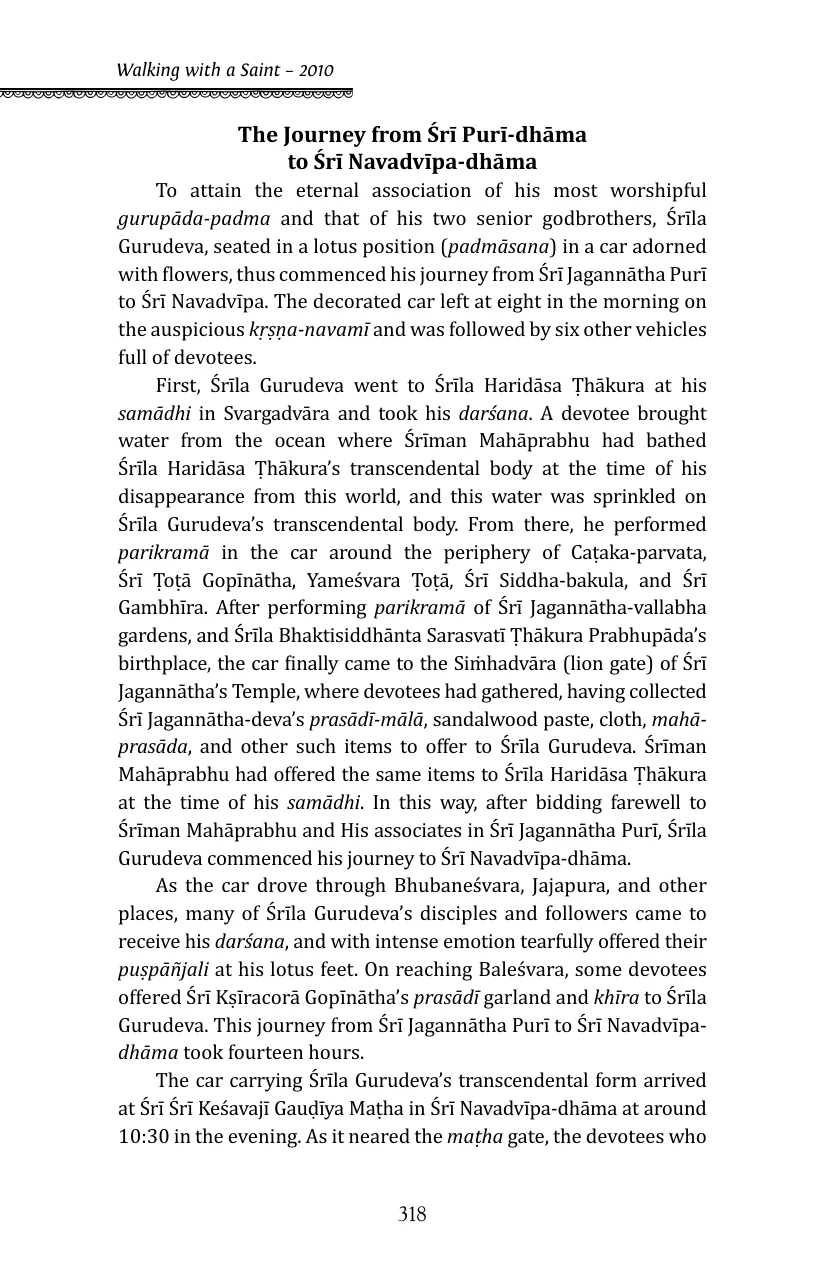 Walking with a Saint – 2010
The Journey from Śrī Purī-dhāma
to Śrī Navadvīpa-dhāma
To attain the eternal association of his most worshipful
gurupāda-padma and that of his two senior godbrothers, Śrīla
Gurudeva, seated in a lotus position (padmāsana) in a car adorned
with flowers, thus commenced his journey from Śrī Jagannātha Purī
to Śrī Navadvīpa. The decorated car left at eight in the morning on
the auspicious kṛṣṇa-navamī and was followed by six other vehicles
full of devotees.
First, Śrīla Gurudeva went to Śrīla Haridāsa Ṭhākura at his
samādhi in Svargadvāra and took his darśana. A devotee brought
water from the ocean where Śrīman Mahāprabhu had bathed
Śrīla Haridāsa Ṭhākura’s transcendental body at the time of his
disappearance from this world, and this water was sprinkled on
Śrīla Gurudeva’s transcendental body. From there, he performed
parikramā in the car around the periphery of Caṭaka-parvata,
Śrī Ṭoṭā Gopīnātha, Yameśvara Ṭoṭā, Śrī Siddha-bakula, and Śrī
Gambhīra. After performing parikramā of Śrī Jagannātha-vallabha
gardens, and Śrīla Bhaktisiddhānta Sarasvatī Ṭhākura Prabhupāda’s
birthplace, the car finally came to the Siṁhadvāra (lion gate) of Śrī
Jagannātha’s Temple, where devotees had gathered, having collected
Śrī Jagannātha-deva’s prasādī-mālā, sandalwood paste, cloth, mahā-
prasāda, and other such items to offer to Śrīla Gurudeva. Śrīman
Mahāprabhu had offered the same items to Śrīla Haridāsa Ṭhākura
at the time of his samādhi. In this way, after bidding farewell to
Śrīman Mahāprabhu and His associates in Śrī Jagannātha Purī, Śrīla
Gurudeva commenced his journey to Śrī Navadvīpa-dhāma.
As the car drove through Bhubaneśvara, Jajapura, and other
places, many of Śrīla Gurudeva’s disciples and followers came to
receive his darśana, and with intense emotion tearfully offered their
puṣpāñjali at his lotus feet. On reaching Baleśvara, some devotees
offered Śrī Kṣīracorā Gopīnātha’s prasādī garland and khīra to Śrīla
Gurudeva. This journey from Śrī Jagannātha Purī to Śrī Navadvīpa-
dhāma took fourteen hours.
The car carrying Śrīla Gurudeva’s transcendental form arrived
at Śrī Śrī Keśavajī Gauḍīya Maṭha in Śrī Navadvīpa-dhāma at around
10:30 in the evening. As it neared the maṭha gate, the devotees who
318